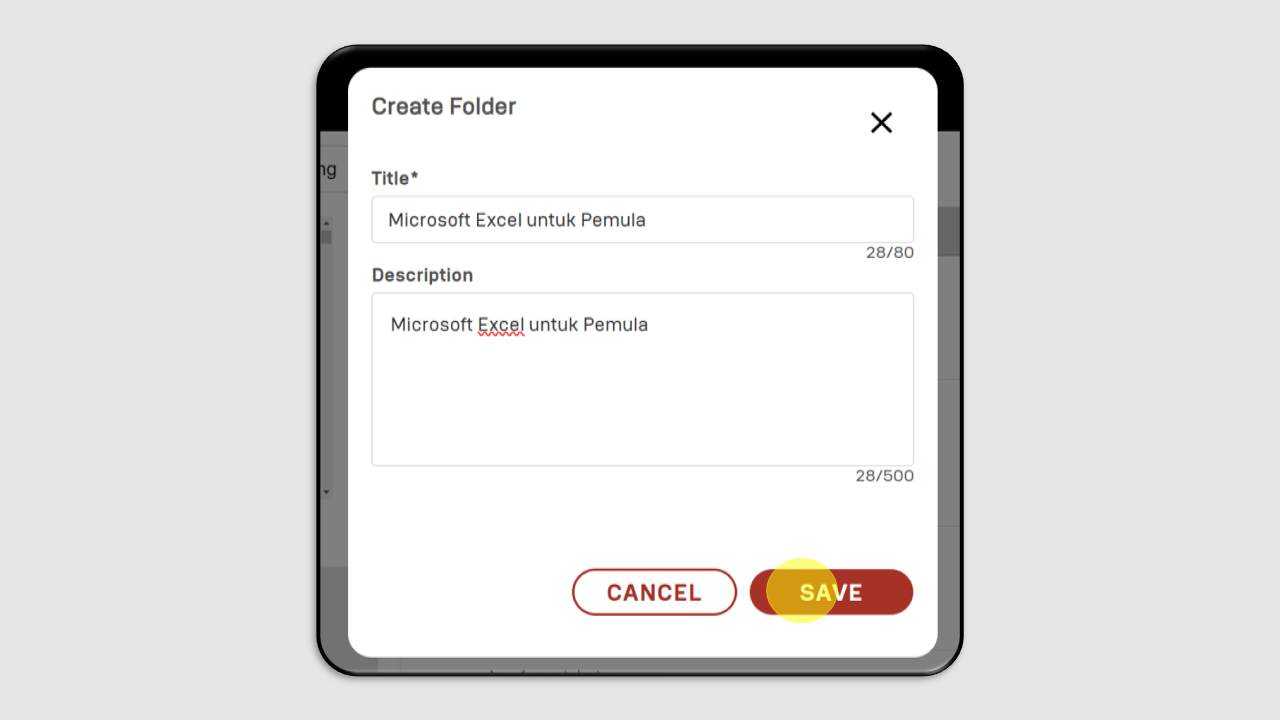 Create Folder
ng
Title*
Microsoft Excel untuk Pemula
28/80
Description
Microsoft Excel untuk Pemula
28/500
CANCEL
SAVE